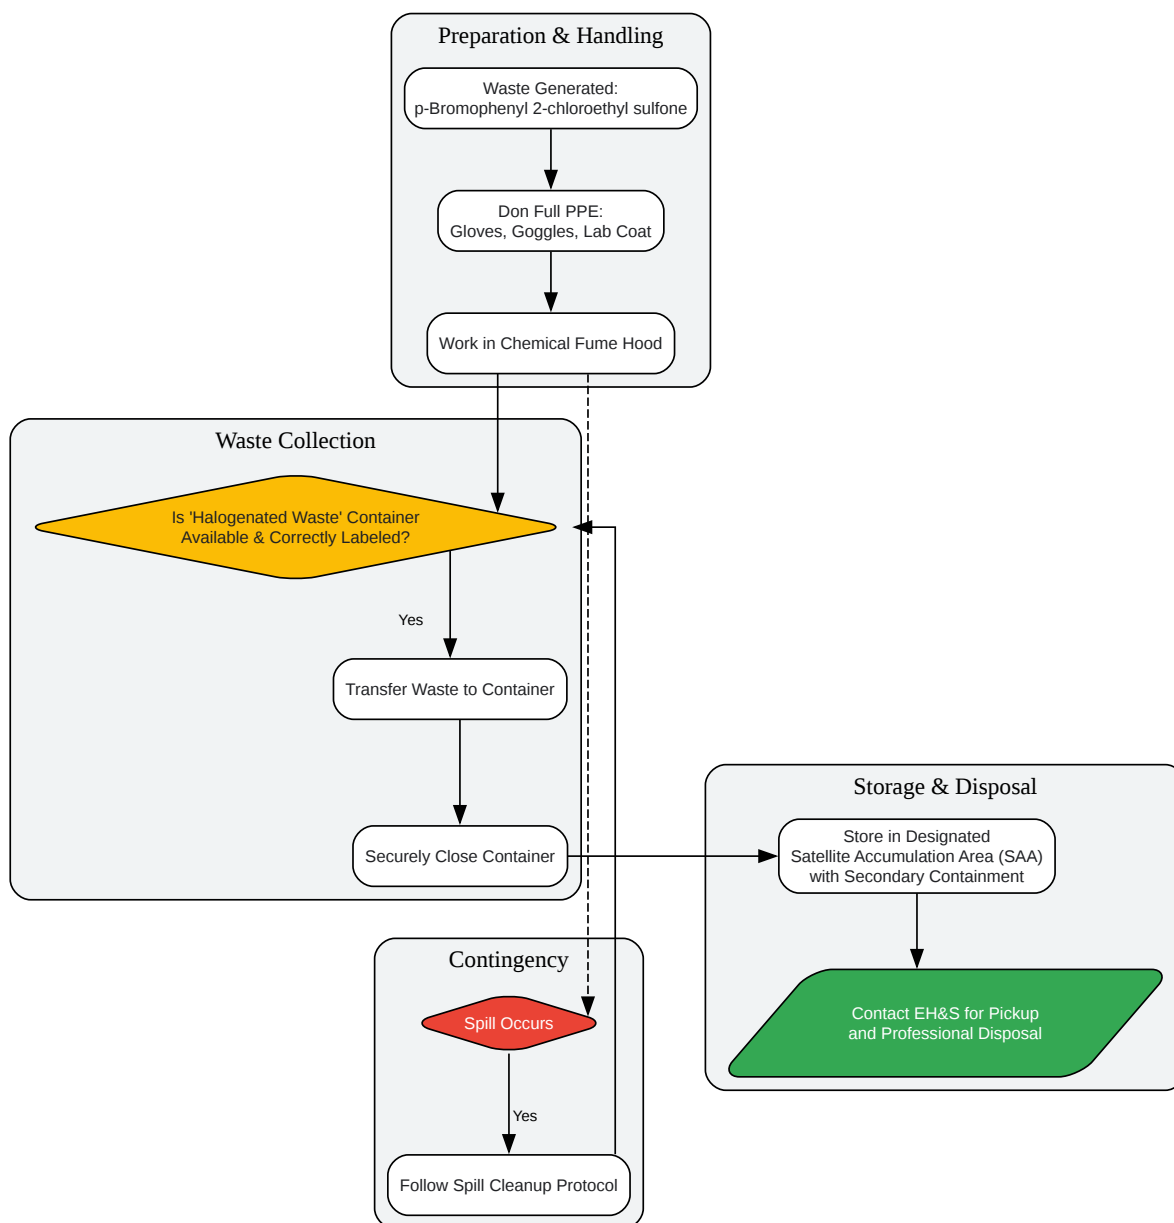 Preparation & Handling
Waste Generated:
p-Bromophenyl 2-chloroethyl sulfone
Don Full PPE:
Gloves, Goggles, Lab Coat
Work in Chemical Fume Hood
Waste Collection
Is 'Halogenated Waste' Container
Available & Correctly Labeled?
Yes
Transfer Waste to Container
Securely Close Container
Storage & Disposal
Store in Designated
Satellite Accumulation Area (SAA)
with Secondary Containment
Contact EH&S for Pickup
and Professional Disposal
Contingency
Spill Occurs
Yes
Follow Spill Cleanup Protocol